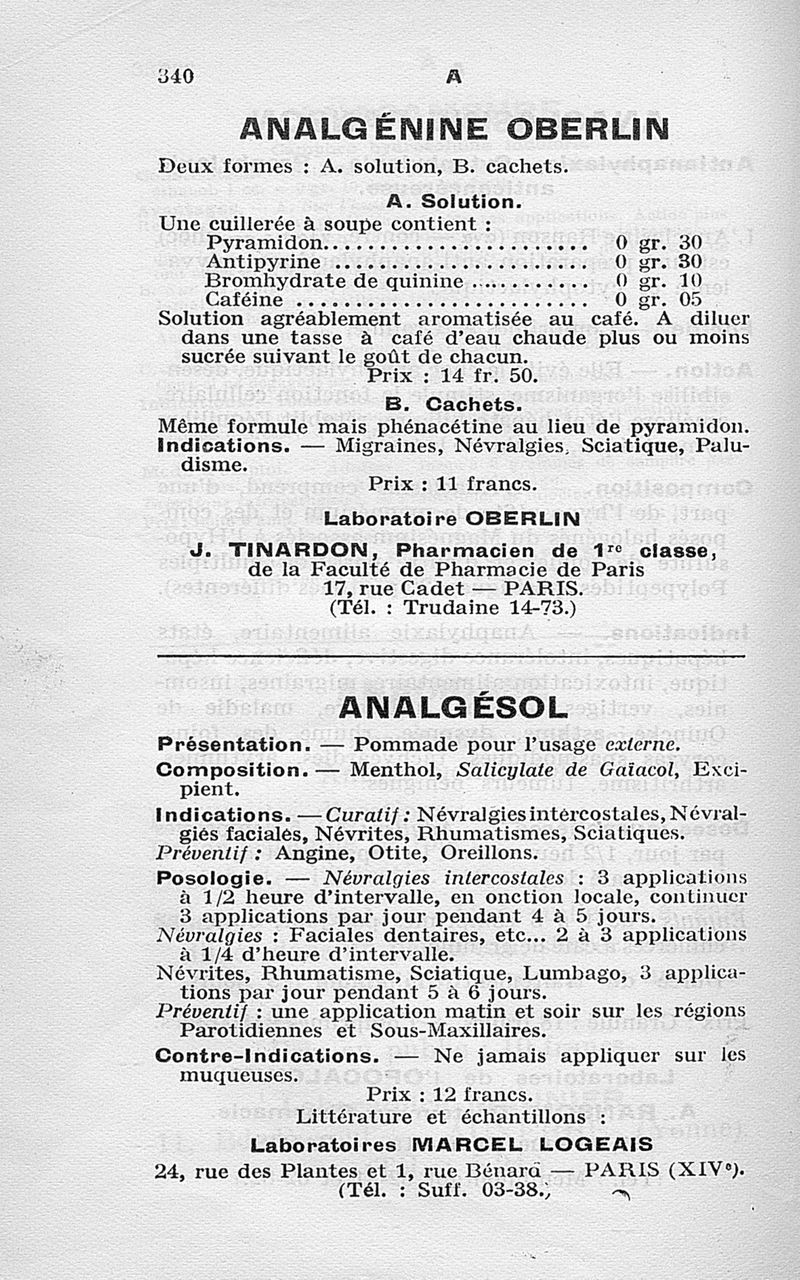 340
A
ANALGÉNINE OBERLIN
Deux formes : A. solution, B. cachets.
A. Solution.
Une cuillerée à soupe contient :
Pyramidon........................ 0 gr. 30
Antipyrine ....................... 0 gr. 30
Bromhydrate de quinine .......... 0 gr. 10
Caféine .......................... 0 gr. 05
Solution agréablement aromatisée au café. A diluer
dans une tasse à café d'eau chaude plus ou moins
sucrée suivant le goût de chacun.
Prix : 14 fr. 50.
B. Cachets.
Même formule mais phénacétine au lieu de pyramidon.
Indications. — Migraines, Névralgies, Sciatique, Palu-
disme.
Prix : 11 francs.
Laboratoire OBERLIN
J. TINARDON, Pharmacien de 1re classe,
de la Faculté de Pharmacie de Paris
17, rue Cadet — PARIS.
(Tél. : Trudaine 14-73.)
ANALGÉSOL
Présentation. — Pommade pour l'usage externe.
Composition. — Menthol, Salicylate de Gaïacol, Exci-
pient.
Indications. — Curatif : Névralgies intercostales, Névral-
gies faciales, Névrites, Rhumatismes, Sciatiques.
Préventif : Angine, Otite, Oreillons.
Posologie. — Névralgies intercostales : 3 applications
à 1/2 heure d'intervalle, en onction locale, continuer
3 applications par jour pendant 4 à 5 jours.
Névralgies : Faciales dentaires, etc... 2 à 3 applications
à 1/4 d'heure d'intervalle.
Névrites, Rhumatisme, Sciatique, Lumbago, 3 applica-
tions par jour pendant 5 à 6 jours.
Préventif : une application matin et soir sur les régions
Parotidiennes et Sous-Maxillaires.
Contre-Indications. — Ne jamais appliquer sur les
muqueuses.
Prix : 12 francs.
Littérature et échantillons :
Laboratoires MARCEL LOGEAIS
24, rue des Plantes et 1, rue Bénard — PARIS (XIVe).
(Tél. : Suff. 03-38.)